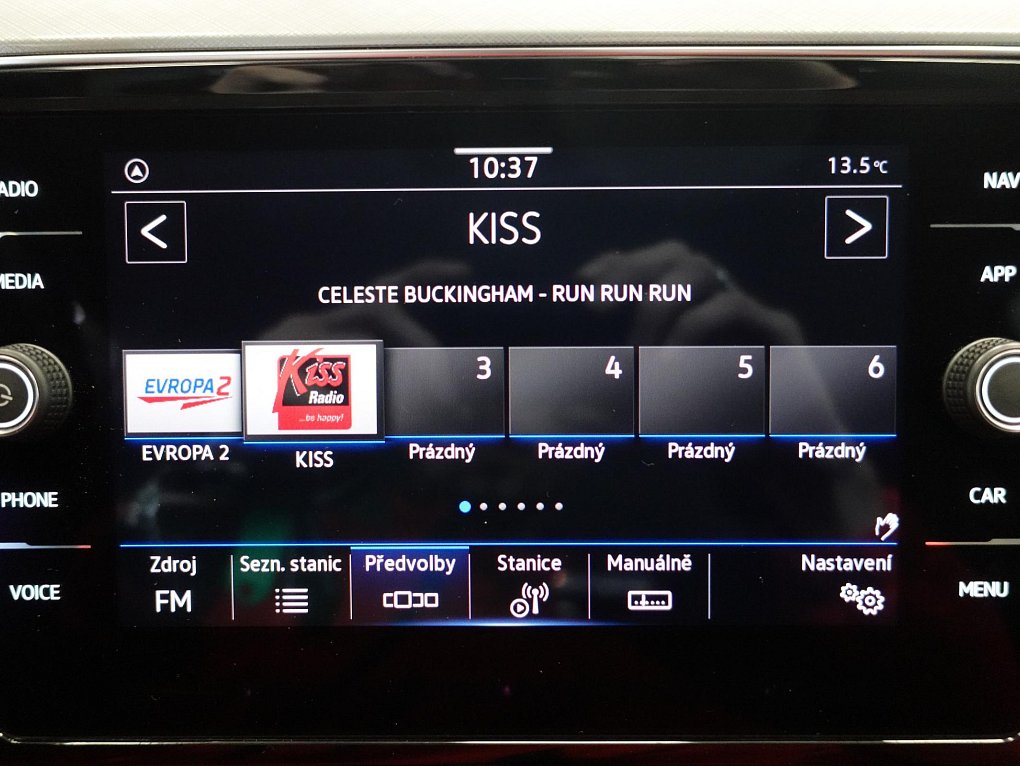 10:37
13.5°C
ADIO
NAV
<
KISS
>
MEDIA
APP
CELESTE BUCKINGHAM - RUN RUN RUN
EVROPA 2
Kiss
Radio
...be happy!
3
4
5
6
EVROPA 2
KISS
Prázdný
Prázdný
Prázdný
Prázdný
PHONE
CAR
Zdroj
Sezn. stanic
Předvolby
Stanice
Manuálně
Nastavení
FM
VOICE
MENU